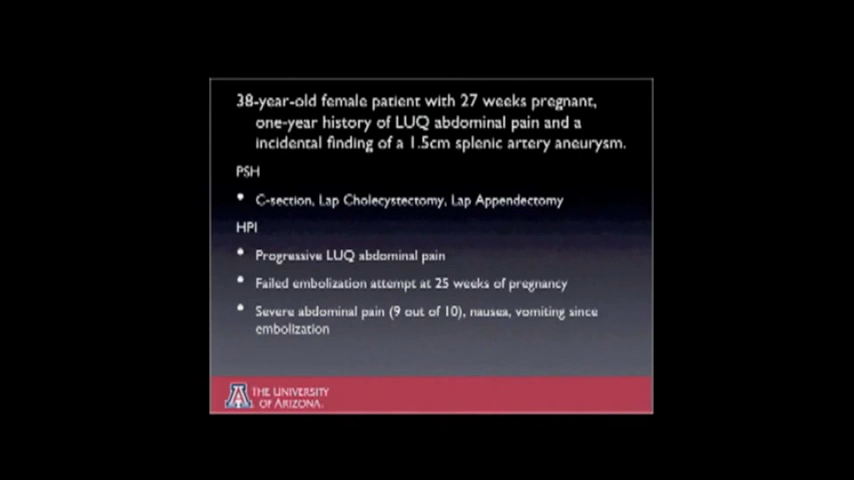 38-year-old female patient with 27 weeks pregnant,
one-year history of LUQ abdominal pain and a
incidental finding of a 1.5cm splenic artery aneurysm.
PSH
• C-section, Lap Cholecystectomy, Lap Appendectomy
HPI
• Progressive LUQ abdominal pain
• Failed embolization attempt at 25 weeks of pregnancy
• Severe abdominal pain (9 out of 10), nausea, vomiting since
embolization
A
THE UNIVERSITY
OF ARIZONA.